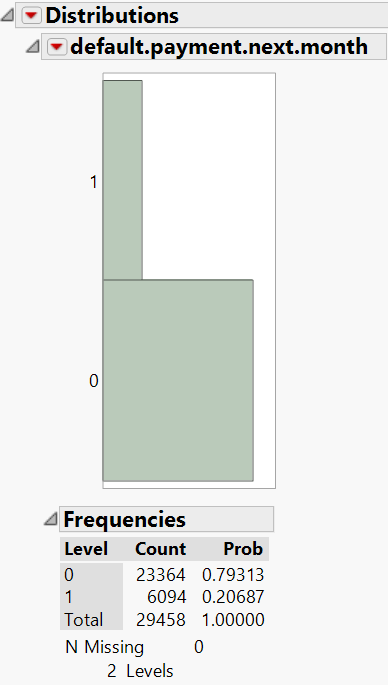 Distributions
default.payment.next.month
1
0
Frequencies
Level Count Prob
0 23364 0.79313
1 6094 0.20687
Total 29458 1.00000
N Missing 0
2 Levels